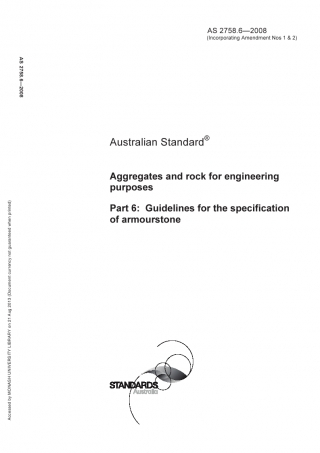 AS 2758.6—2008
(Incorporating Amendment Nos 1 & 2)
AS 2758.6—2008
Australian Standard®
Aggregates and rock for engineering
purposes
Part 6: Guidelines for the specification
of armourstone
Accessed by MONASH UNIVERSITY LIBRARY on 21 Aug 2013 (Document currency not guaranteed when printed)
STANDARDS
Australia